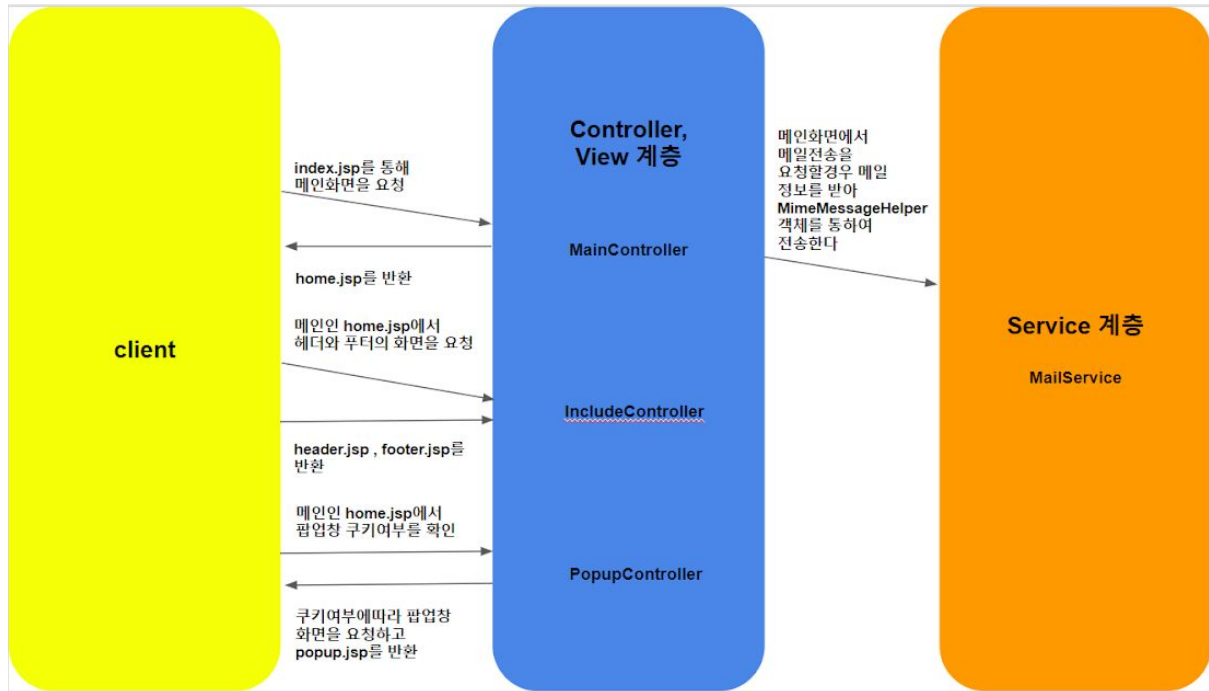 client
index.jsp를 통해
메인화면을 요청
home.jsp를 반환
메인인 home.jsp에서
헤더와 푸터의 화면을 요청
header.jsp , footer.jsp를
반환
메인인 home.jsp에서
팝업창 쿠키여부를 확인
쿠키여부에따라 팝업창
화면을 요청하고
popup.jsp를 반환
Controller,
View 계층
MainController
IncludeController
PopupController
메인화면에서
메일전송을
요청할경우 메일
정보를 받아
MimeMessageHelper
객체를 통하여
전송한다
Service 계층
MailService